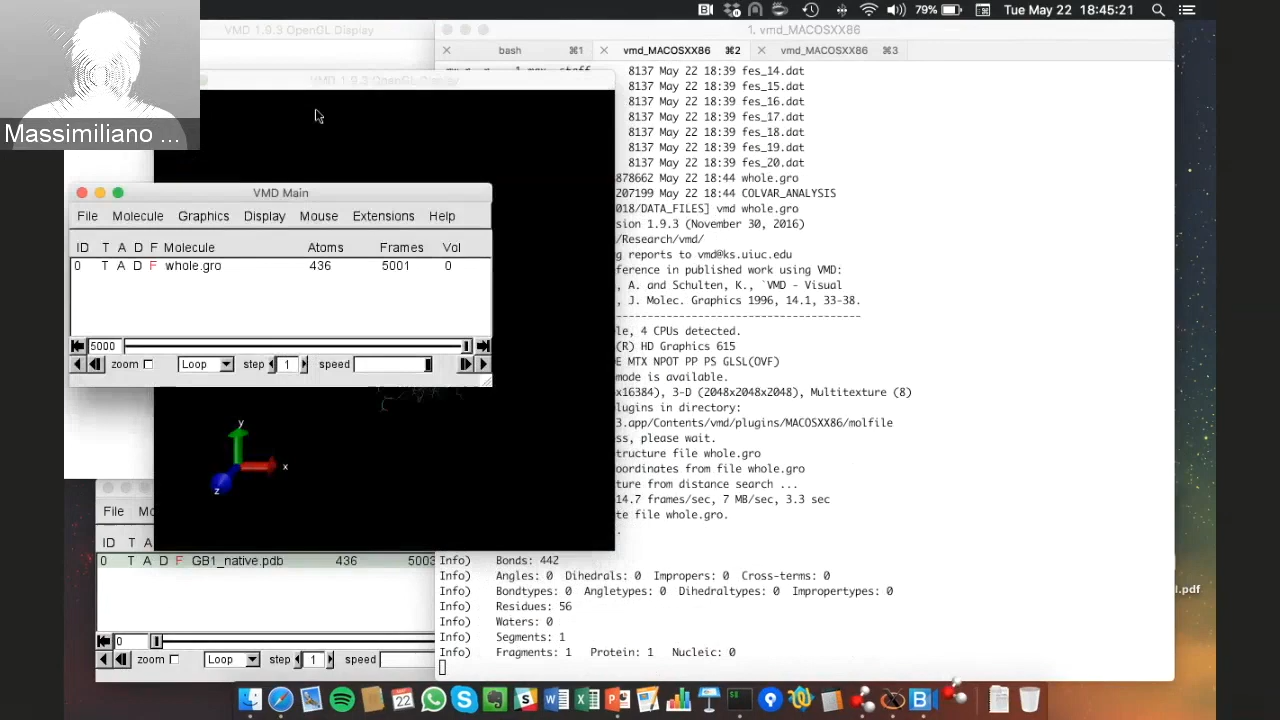 79% Tue May 22 18:45:21
Massimiliano ...
VMD 1.9.3 OpenGL Display
1. vmd_MACOSXX86
bash ⌘1
vmd_MACOSXX86 ⌘2
vmd_MACOSXX86 ⌘3
VMD 1.9.3 OpenGL Display
8137 May 22 18:39 fes_14.dat
8137 May 22 18:39 fes_15.dat
8137 May 22 18:39 fes_16.dat
8137 May 22 18:39 fes_17.dat
8137 May 22 18:39 fes_18.dat
8137 May 22 18:39 fes_19.dat
8137 May 22 18:39 fes_20.dat
878662 May 22 18:44 whole.gro
207199 May 22 18:44 COLVAR_ANALYSIS
018/DATA_FILES] vmd whole.gro
sion 1.9.3 (November 30, 2016)
/Research/vmd/
g reports to vmd@ks.uiuc.edu
eference in published work using VMD:
, A. and Schulten, K., `VMD - Visual
, J. Molec. Graphics 1996, 14.1, 33-38.
le, 4 CPUs detected.
(R) HD Graphics 615
E MTX NPOT PP PS GLSL(OVF)
mode is available.
x16384), 3-D (2048x2048x2048), Multitexture (8)
lugins in directory:
3.app/Contents/vmd/plugins/MACOSXX86/molfile
ss, please wait.
tructure file whole.gro
oordinates from file whole.gro
ture from distance search ...
14.7 frames/sec, 7 MB/sec, 3.3 sec
te file whole.gro.
Info) Bonds: 442
Info) Angles: 0 Dihedrals: 0 Impropers: 0 Cross-terms: 0
Info) Bondtypes: 0 Angletypes: 0 Dihedraltypes: 0 Impropertypes: 0
Info) Residues: 56
Info) Waters: 0
Info) Segments: 1
Info) Fragments: 1 Protein: 1 Nucleic: 0
VMD Main
File Molecule Graphics Display Mouse Extensions Help
ID T A D F Molecule Atoms Frames Vol
0 T A D F whole.gro 436 5001 0
5000
zoom Loop step 1 speed
y
x
z
File Mo
ID T A
0 T A D F GB1_native.pdb 436 5003
0
zoom Loop step 1 speed
l.pdf
22